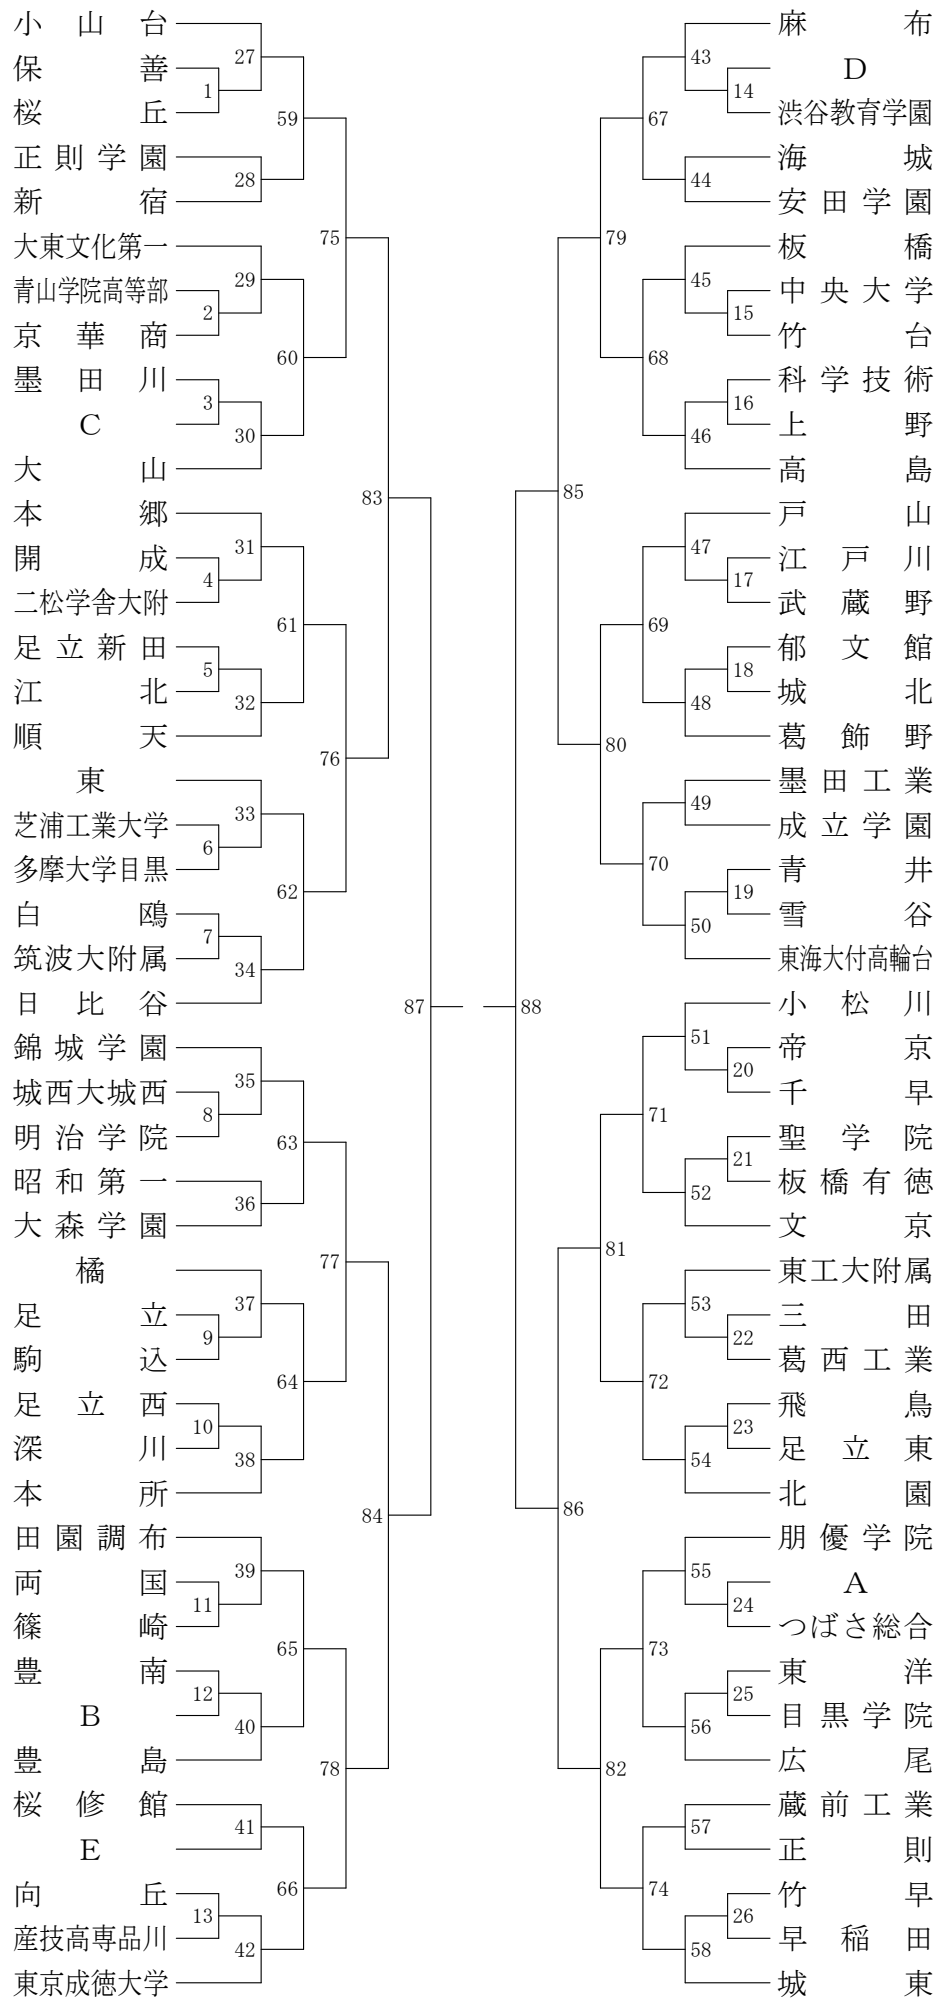 小山台
27
保善
1
桜丘
59
正則学園
28
新宿
75
大東文化第一
29
青山学院高等部
2
京華商
60
墨田川
3
C
30
大山
83
本郷
31
開成
4
二松学舎大附
61
足立新田
5
江北
32
順天
76
東
33
芝浦工業大学
6
多摩大学目黒
62
白鴎
7
筑波大附属
34
日比谷
87
錦城学園
35
城西大城西
8
明治学院
63
昭和第一
36
大森学園
77
橘
37
足立
9
駒込
64
足立西
10
深川
38
本所
84
田園調布
39
両国
11
篠崎
65
豊南
12
B
40
豊島
78
桜修館
41
E
66
向丘
13
産技高専品川
42
東京成徳大学
麻布
43
D
14
渋谷教育学園
67
海城
44
安田学園
79
板橋
45
中央大学
15
竹台
68
科学技術
16
上野
46
高島
85
戸山
47
江戸川
17
武蔵野
69
郁文館
18
城北
48
葛飾野
80
墨田工業
49
成立学園
70
青井
19
雪谷
50
東海大付高輪台
88
小松川
51
帝京
20
千早
71
聖学院
21
板橋有徳
52
文京
81
東工大附属
53
三田
22
葛西工業
72
飛鳥
23
足立東
54
北園
86
朋優学院
55
A
24
つばさ総合
73
東洋
25
目黒学院
56
広尾
82
蔵前工業
57
正則
74
竹早
26
早稲田
58
城東